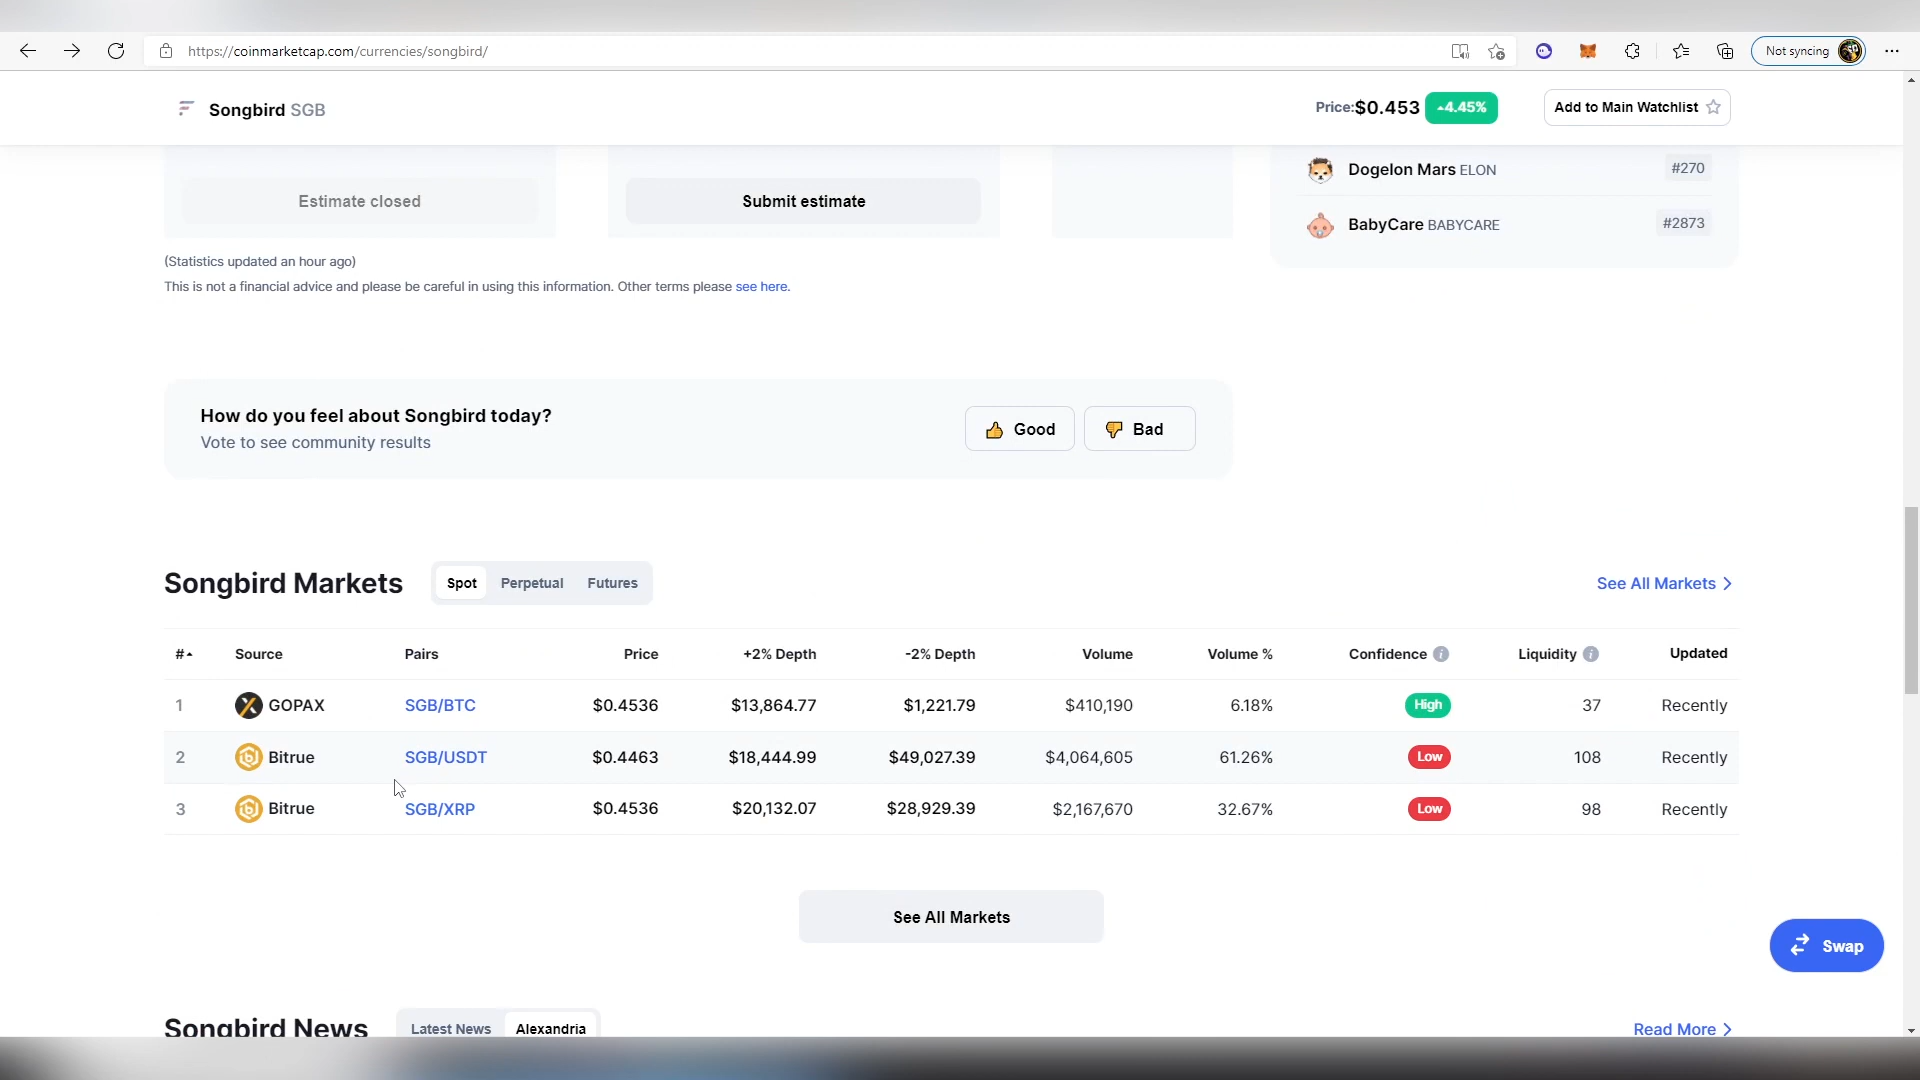 https://coinmarketcap.com/currencies/songbird/
Not syncing
Songbird SGB
Price:$0.453
4.45%
Add to Main Watchlist
Dogelon Mars ELON
#270
Estimate closed
Submit estimate
BabyCare BABYCARE
#2873
(Statistics updated an hour ago)
This is not a financial advice and please be careful in using this information. Other terms please see here.
How do you feel about Songbird today?
Vote to see community results
Good
Bad
Songbird Markets
Spot
Perpetual
Futures
See All Markets
# Source Pairs Price +2% Depth -2% Depth Volume Volume % Confidence Liquidity Updated
1 GOPAX SGB/BTC $0.4536 $13,864.77 $1,221.79 $410,190 6.18% High 37 Recently
2 Bitrue SGB/USDT $0.4463 $18,444.99 $49,027.39 $4,064,605 61.26% Low 108 Recently
3 Bitrue SGB/XRP $0.4536 $20,132.07 $28,929.39 $2,167,670 32.67% Low 98 Recently
See All Markets
Swap
Songbird News
Latest News
Alexandria
Read More